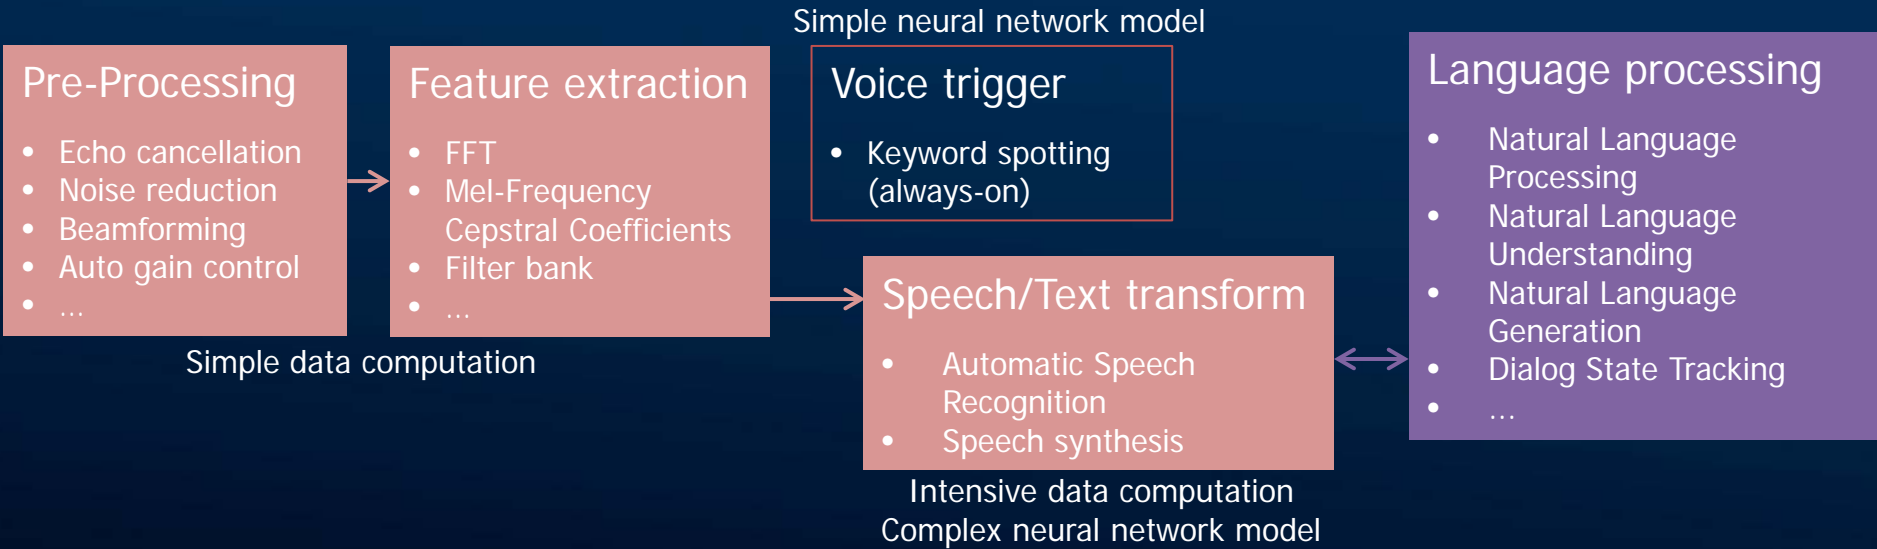 Simple neural network model
Pre-Processing
• Echo cancellation
• Noise reduction
• Beamforming
• Auto gain control
• ...
Feature extraction
• FFT
• Mel-Frequency
Cepstral Coefficients
• Filter bank
• ...
Simple data computation
Voice trigger
• Keyword spotting
(always-on)
Speech/Text transform
• Automatic Speech
Recognition
• Speech synthesis
Intensive data computation
Complex neural network model
Language processing
• Natural Language
Processing
• Natural Language
Understanding
• Natural Language
Generation
• Dialog State Tracking
• ...